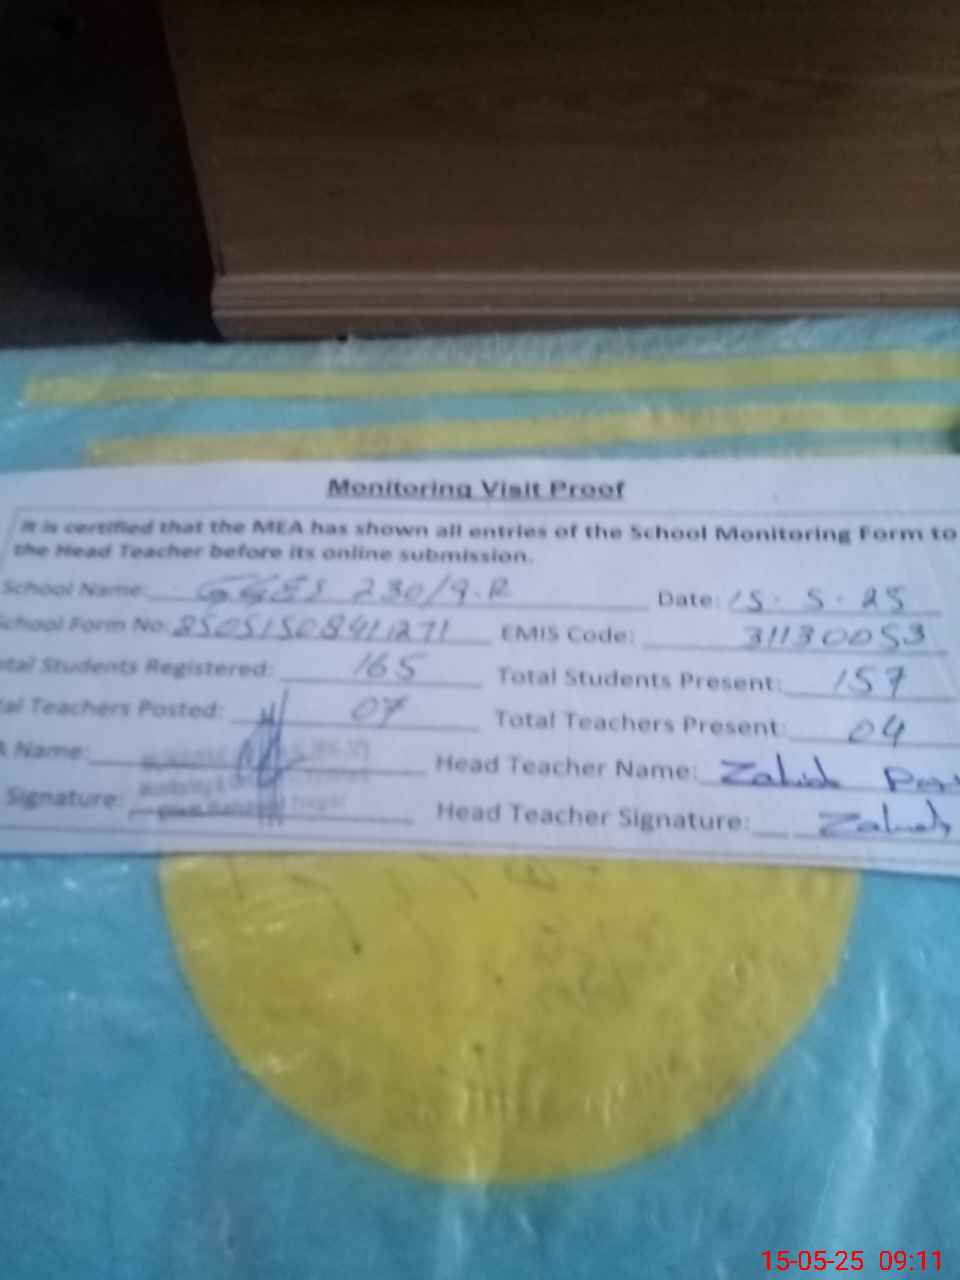 Monitoring Visit Proof
It is certified that the MEA has shown all entries of the School Monitoring Form to
the Head Teacher before its online submission.
School Name: GGES 230/9.R Date: 15.5.25
School Form No: 85051508411271 EMIS Code: 31130053
tal Students Registered: 165 Total Students Present: 157
al Teachers Posted: 07 Total Teachers Present: 04
A Name: Head Teacher Name: Zahida
Signature: Head Teacher Signature:
15-05-25 09:11